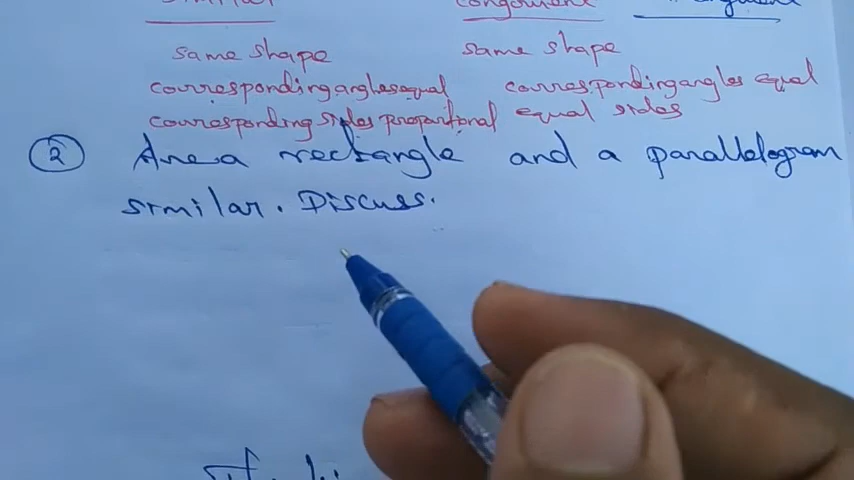 same shape same shape
corresponding angles equal corresponding angles equal
corresponding sides proportional equal sides
2 Are a rectangle and a parallelogram
similar. Discuss.